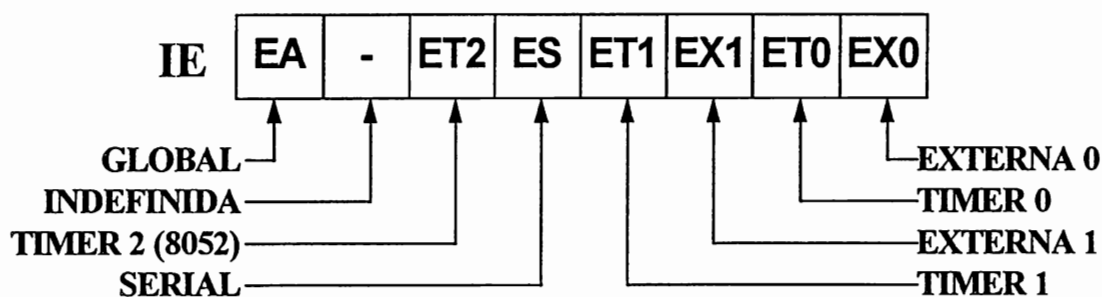 IE EA - ET2 ES ET1 EX1 ET0 EX0
GLOBAL EXTERNA 0
INDEFINIDA TIMER 0
TIMER 2 (8052) EXTERNA 1
SERIAL TIMER 1